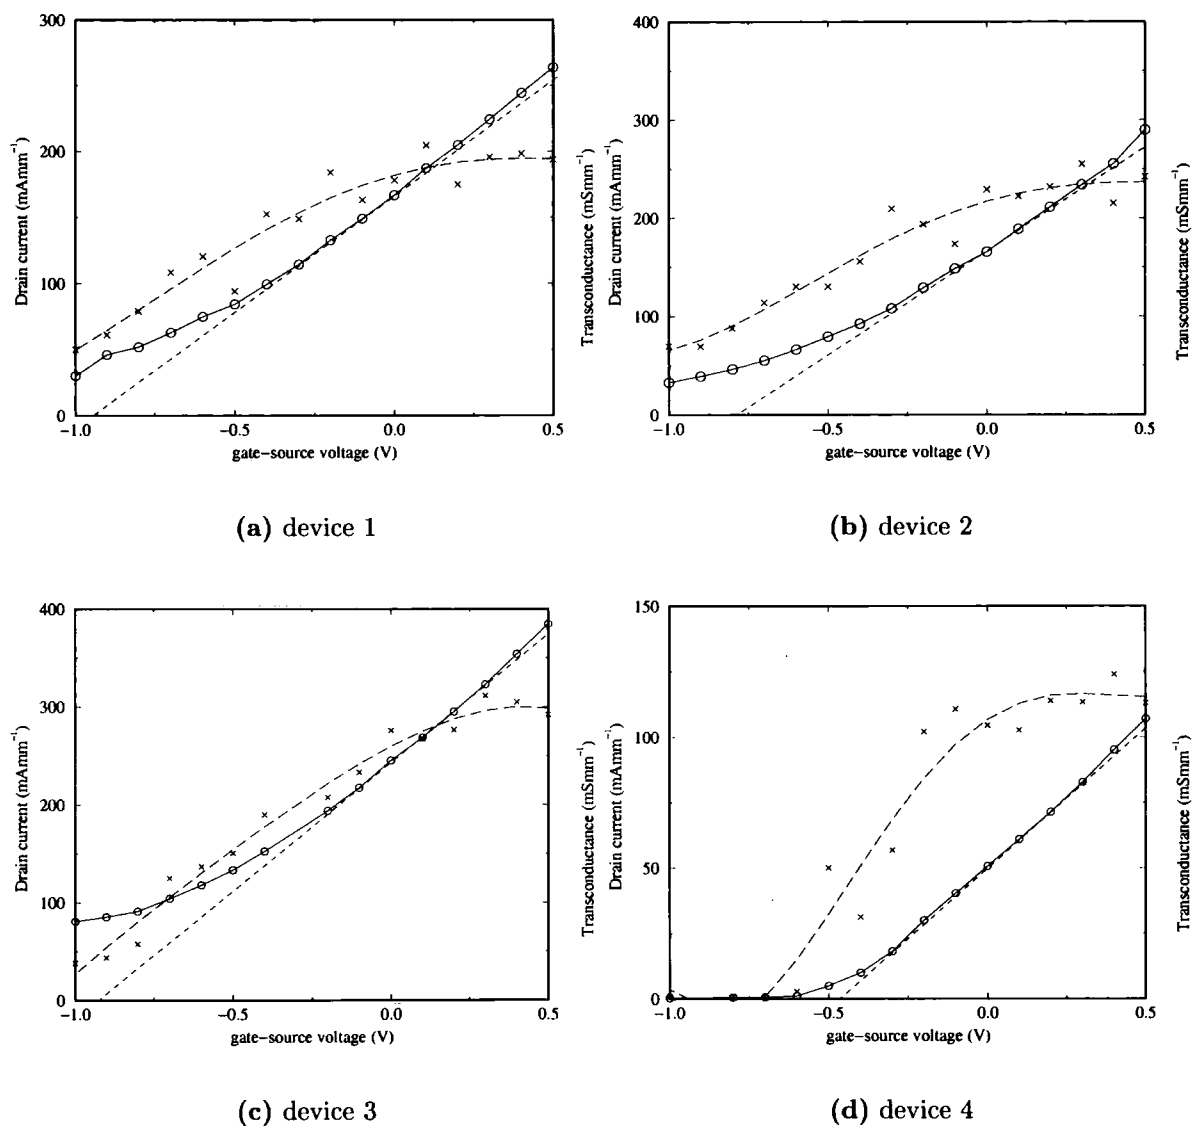 300
200
100
0
Drain current (mAmm⁻¹)
Transconductance (mSmm⁻¹)
−1.0 −0.5 0.0 0.5
gate−source voltage (V)
(a) device 1
400
300
200
100
0
Drain current (mAmm⁻¹)
Transconductance (mSmm⁻¹)
−1.0 −0.5 0.0 0.5
gate−source voltage (V)
(b) device 2
400
300
200
100
0
Drain current (mAmm⁻¹)
Transconductance (mSmm⁻¹)
−1.0 −0.5 0.0 0.5
gate−source voltage (V)
(c) device 3
150
100
50
0
Drain current (mAmm⁻¹)
Transconductance (mSmm⁻¹)
−1.0 −0.5 0.0 0.5
gate−source voltage (V)
(d) device 4